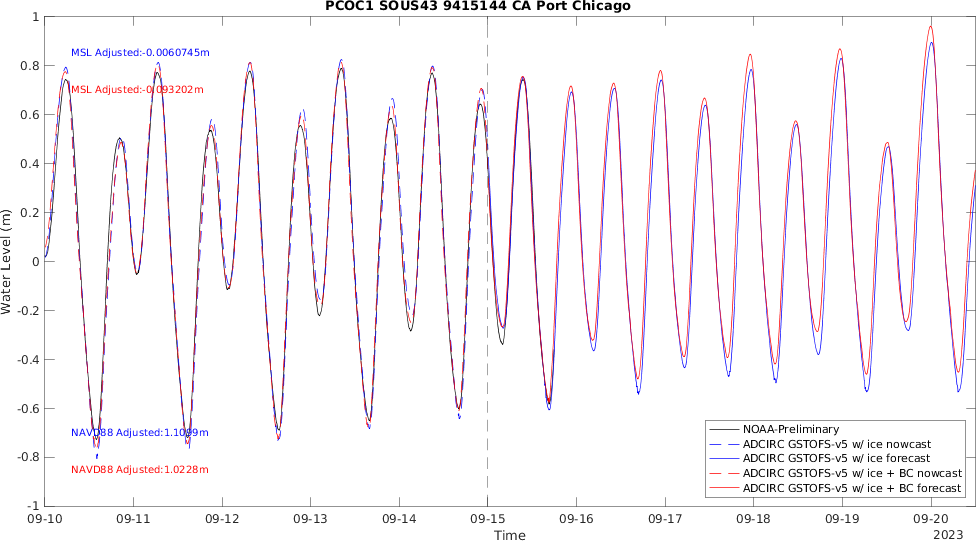 PCOC1 SOUS43 9415144 CA Port Chicago
1
0.8
0.6
0.4
0.2
0
-0.2
-0.4
-0.6
-0.8
-1
Water Level (m)
MSL Adjusted:-0.0060745m
MSL Adjusted:-0.093202m
NAVD88 Adjusted:1.1099m
NAVD88 Adjusted:1.0228m
NOAA-Preliminary
ADCIRC GSTOFS-v5 w/ ice nowcast
ADCIRC GSTOFS-v5 w/ ice forecast
ADCIRC GSTOFS-v5 w/ ice + BC nowcast
ADCIRC GSTOFS-v5 w/ ice + BC forecast
09-10 09-11 09-12 09-13 09-14 09-15 09-16 09-17 09-18 09-19 09-20
Time
2023